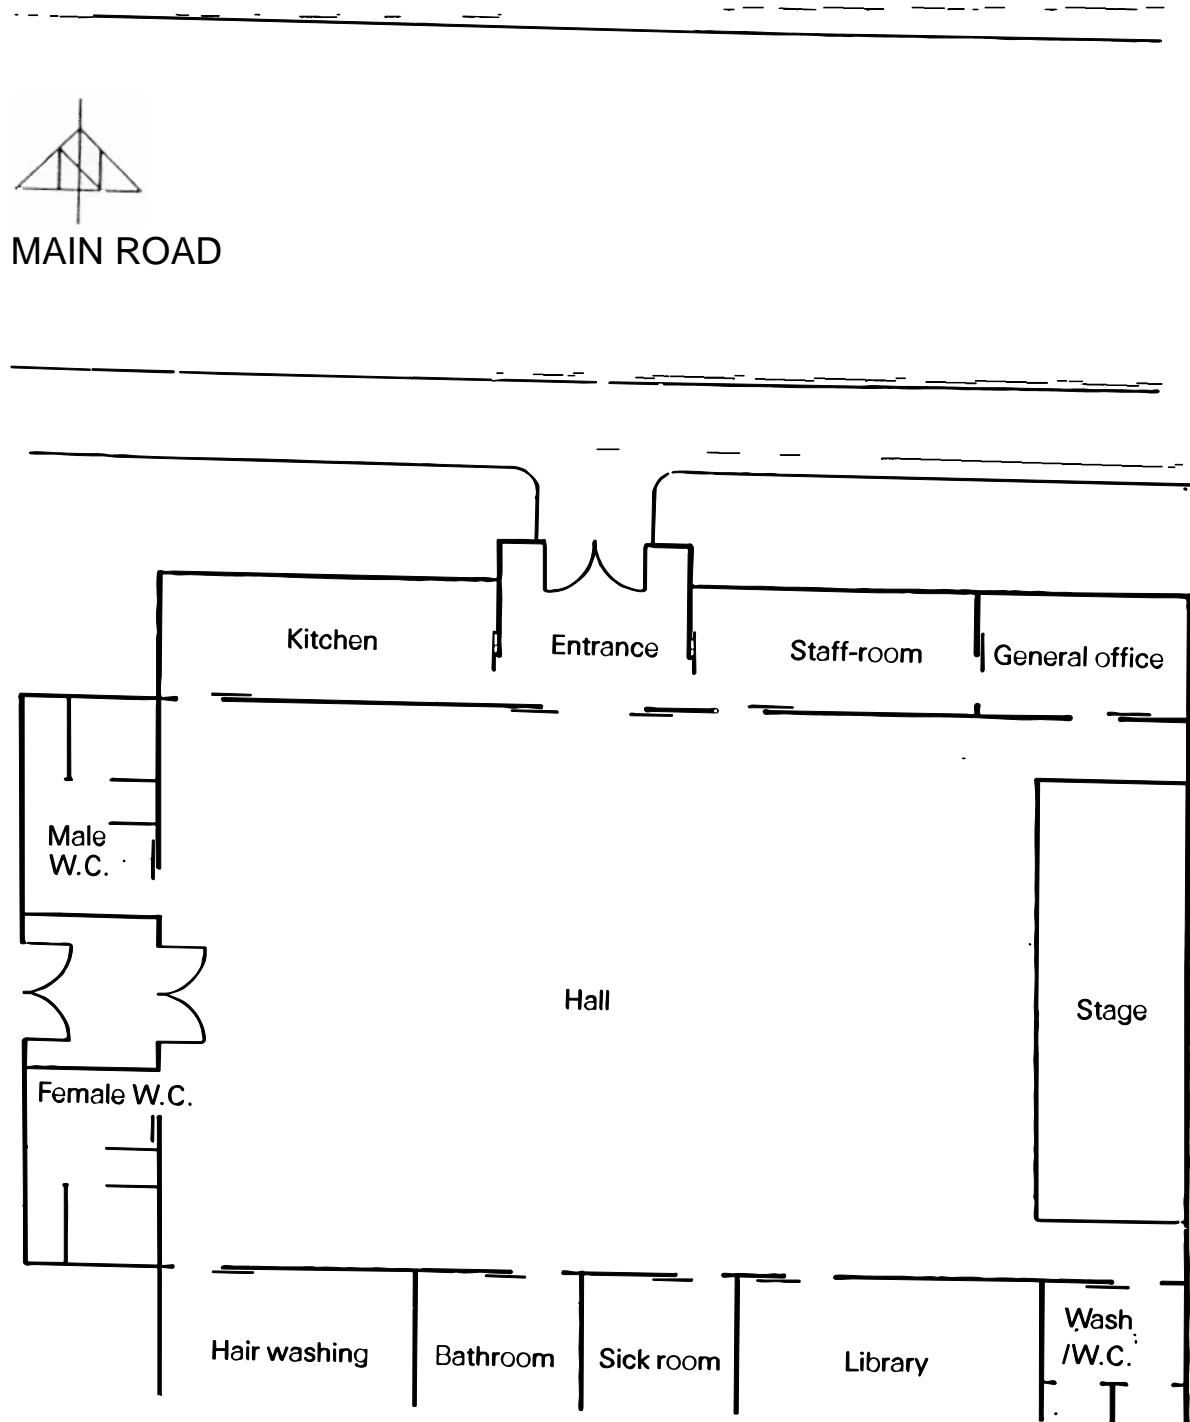 N
MAIN ROAD
Kitchen
Entrance
Staff-room
General office
Male
W.C.
Hall
Stage
Female W.C.
Hair washing
Bathroom
Sick room
Library
Wash
/W.C.